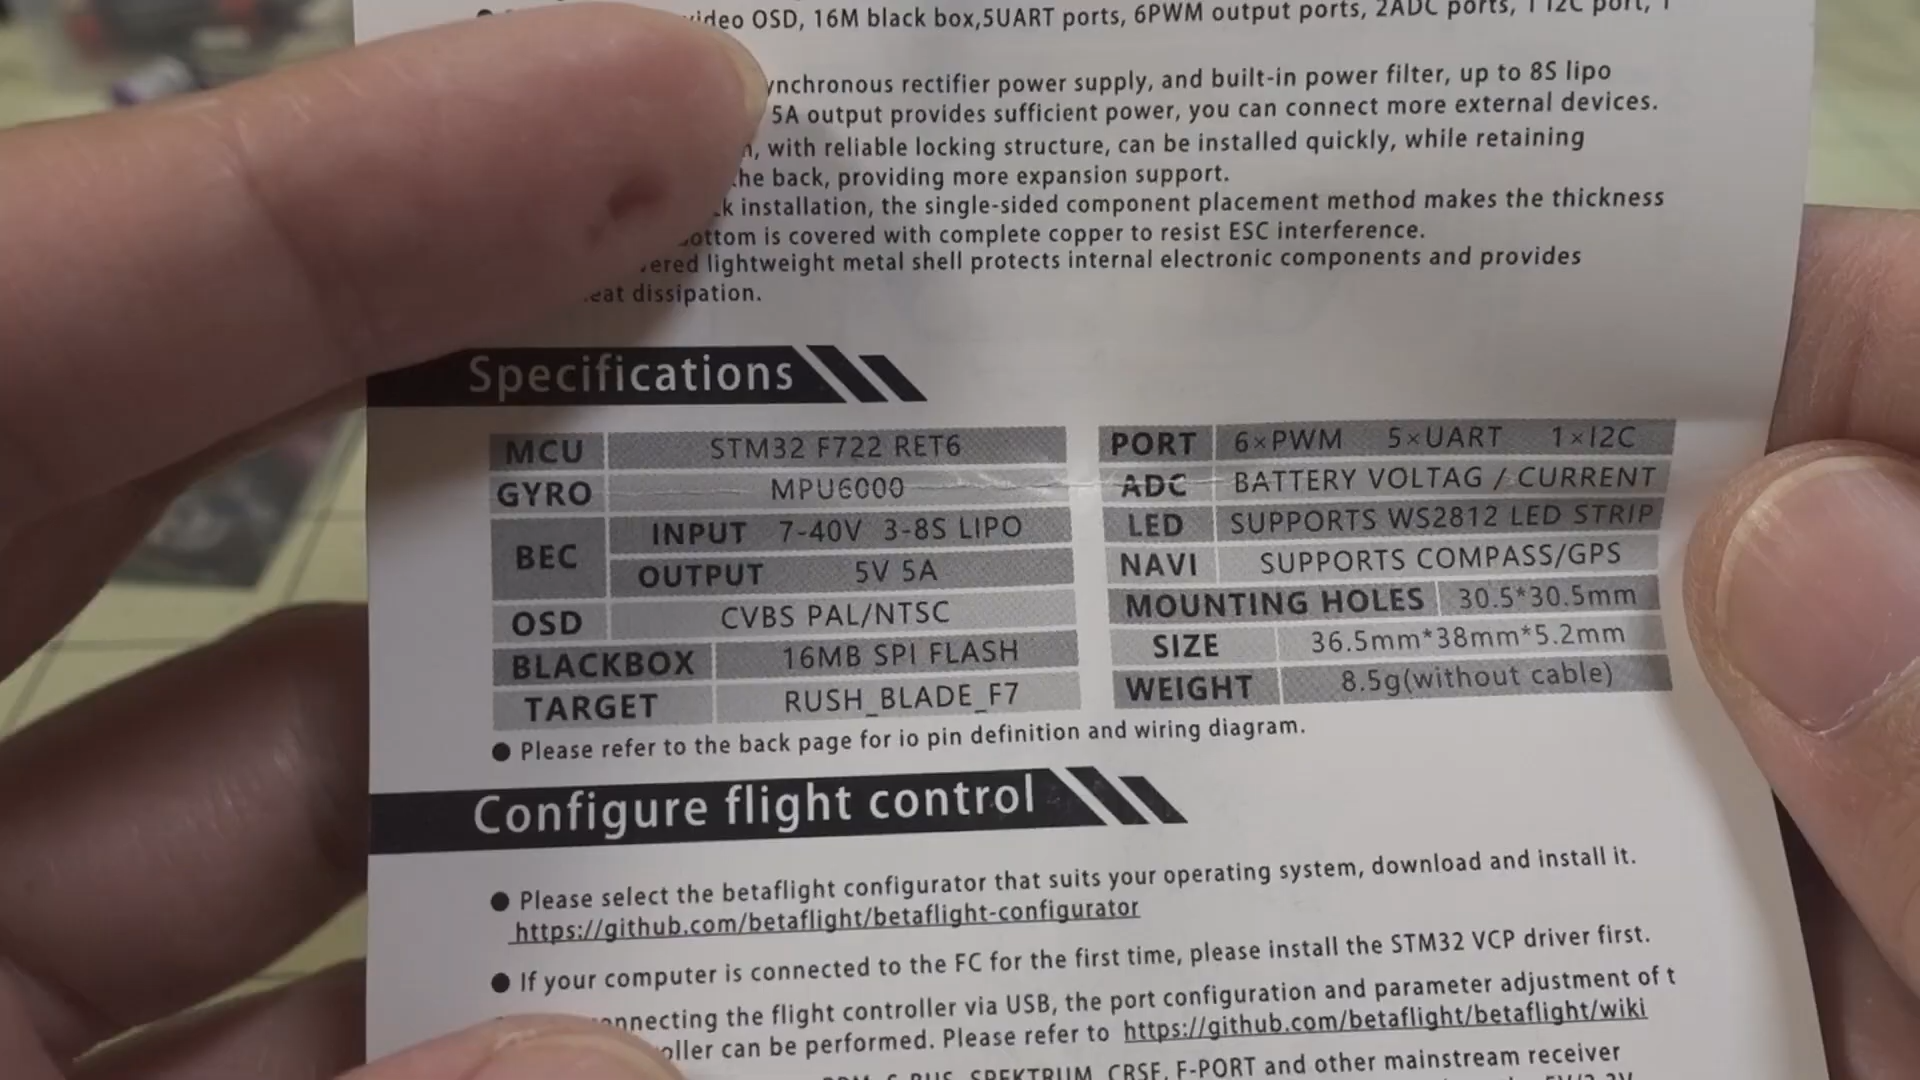 OSD, 16M black box,5UART ports, 6PWM output ports, 2ADC ports, 1 I2C port, 1
rectifier power supply, and built-in power filter, up to 8S lipo
5A output provides sufficient power, you can connect more external devices.
with reliable locking structure, can be installed quickly, while retaining
the back, providing more expansion support.
installation, the single-sided component placement method makes the thickness
is covered with complete copper to resist ESC interference.
lightweight metal shell protects internal electronic components and provides
dissipation.
Specifications
MCU STM32 F722 RET6
GYRO MPU6000
BEC INPUT 7-40V 3-8S LIPO
OUTPUT 5V 5A
OSD CVBS PAL/NTSC
BLACKBOX 16MB SPI FLASH
TARGET RUSH_BLADE_F7
PORT 6×PWM 5×UART 1×I2C
ADC BATTERY VOLTAG / CURRENT
LED SUPPORTS WS2812 LED STRIP
NAVI SUPPORTS COMPASS/GPS
MOUNTING HOLES 30.5*30.5mm
SIZE 36.5mm*38mm*5.2mm
WEIGHT 8.5g(without cable)
● Please refer to the back page for io pin definition and wiring diagram.
Configure flight control
● Please select the betaflight configurator that suits your operating system, download and install it.
https://github.com/betaflight/betaflight-configurator
● If your computer is connected to the FC for the first time, please install the STM32 VCP driver first.
the flight controller via USB, the port configuration and parameter adjustment of t
can be performed. Please refer to https://github.com/betaflight/betaflight/wiki
SPEKTRUM, CRSF, F-PORT and other mainstream receiver